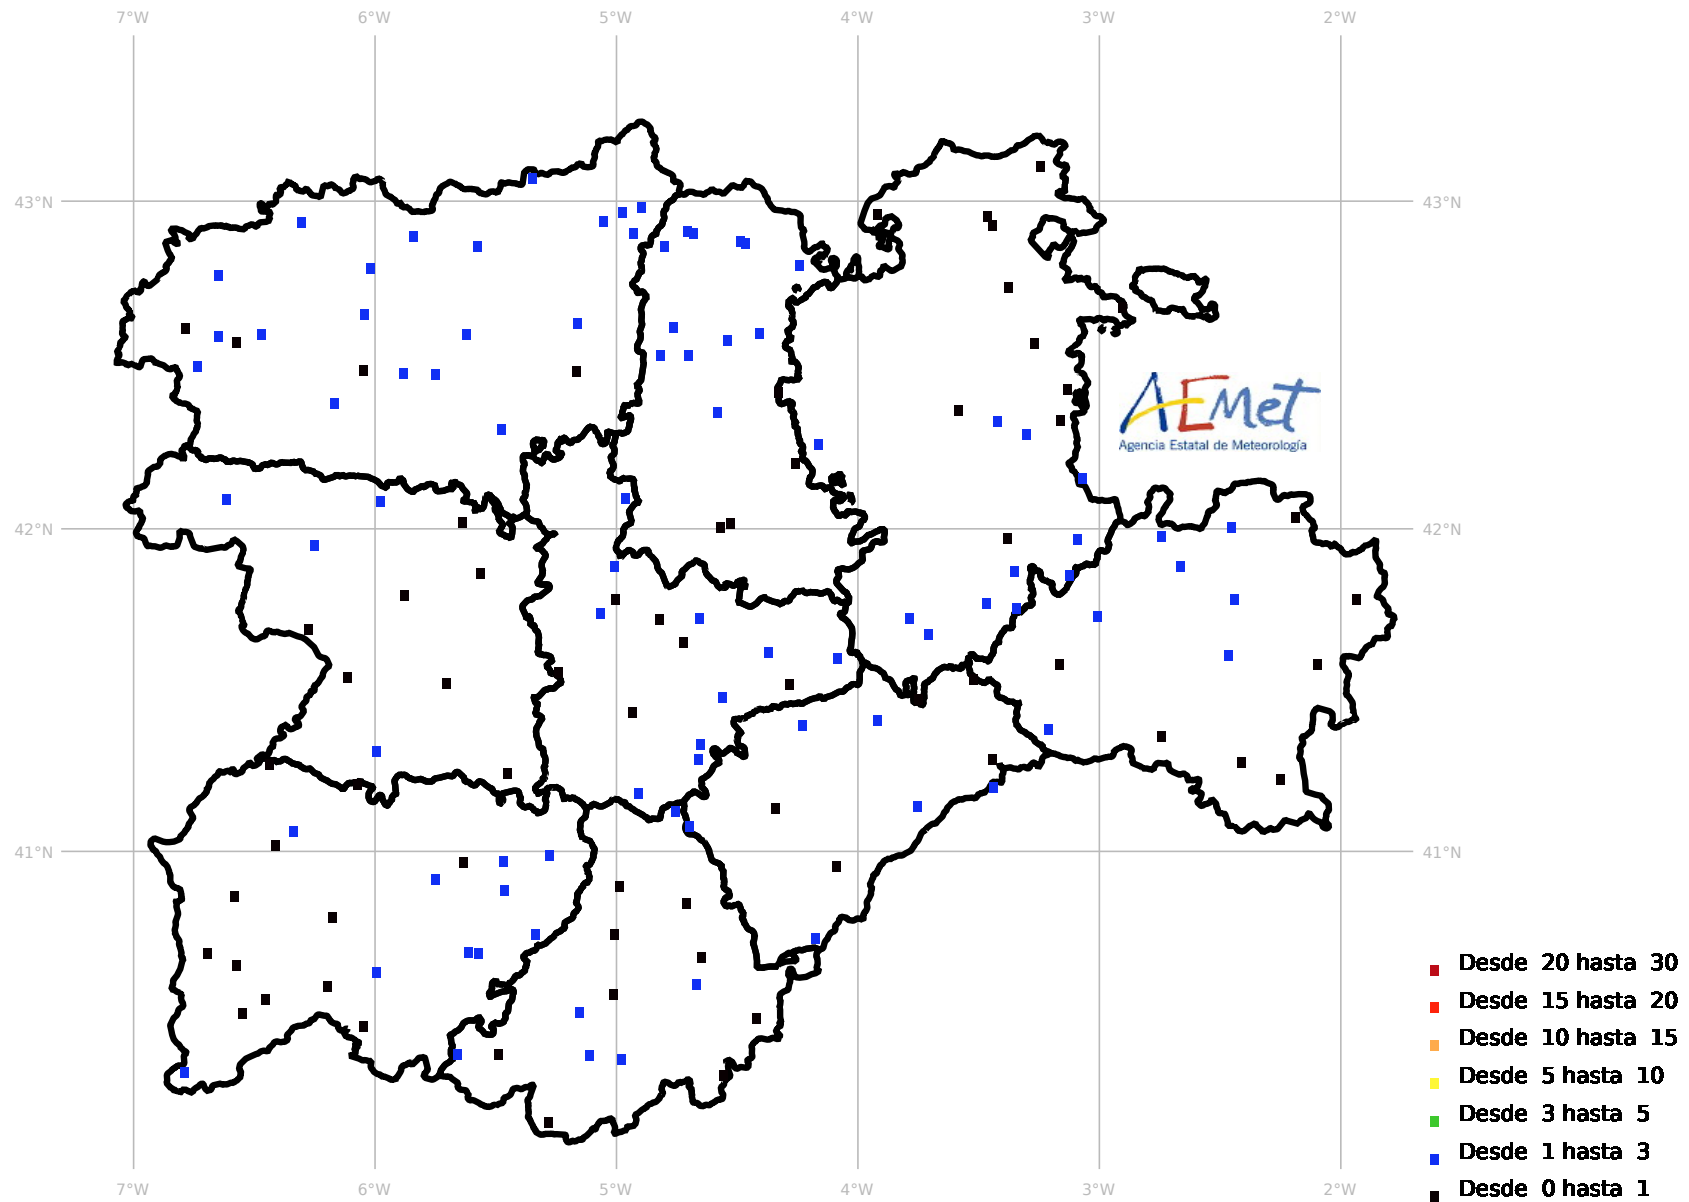 7°W 6°W 5°W 4°W 3°W 2°W
43°N 43°N
AEMet
Agencia Estatal de Meteorología
42°N 42°N
41°N 41°N
Desde 20 hasta 30
Desde 15 hasta 20
Desde 10 hasta 15
Desde 5 hasta 10
Desde 3 hasta 5
Desde 1 hasta 3
Desde 0 hasta 1
7°W 6°W 5°W 4°W 3°W 2°W